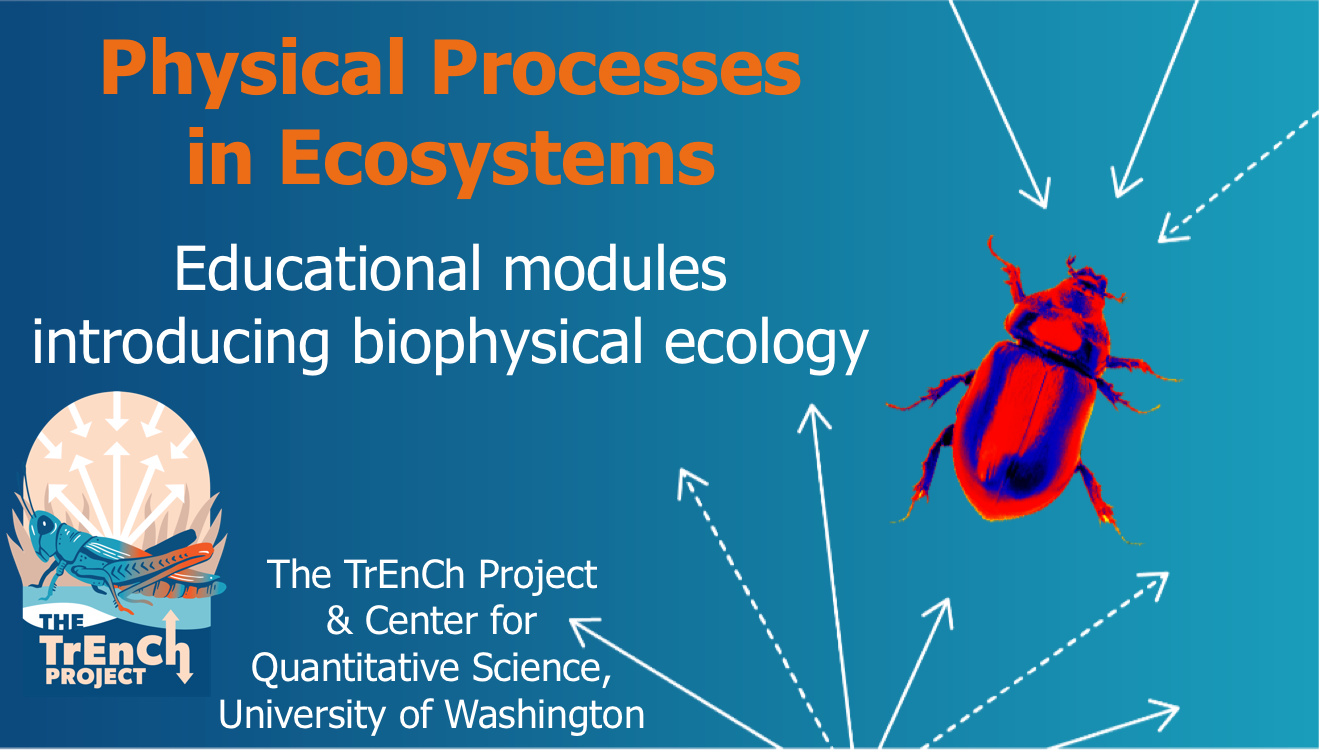 Physical Processes
in Ecosystems
Educational modules
introducing biophysical ecology
The TrEnCh Project
& Center for
Quantitative Science,
University of Washington
THE
TrEnCh
PROJECT